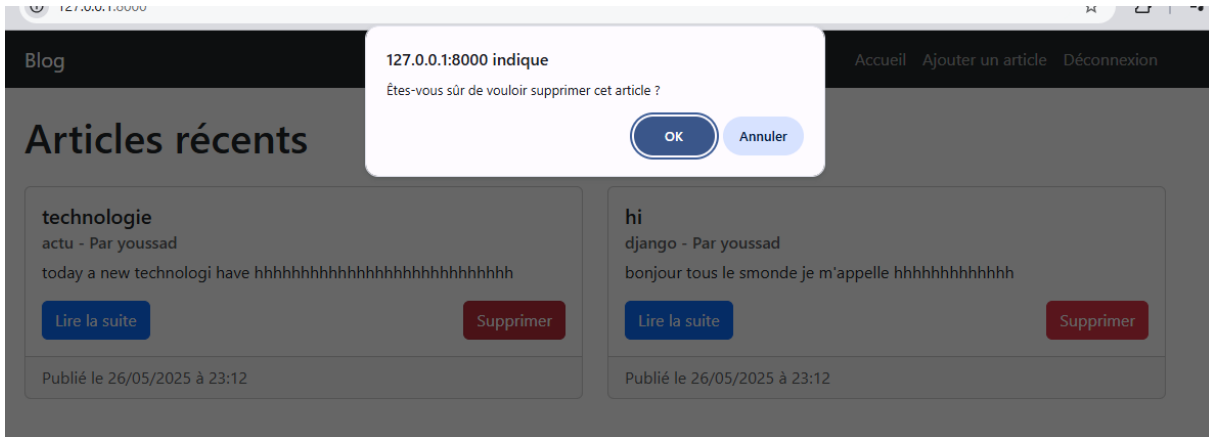 127.0.0.1:8000
127.0.0.1:8000 indique
Êtes-vous sûr de vouloir supprimer cet article ?
OK Annuler
Blog Accueil Ajouter un article Déconnexion
Articles récents
technologie
actu - Par youssad
today a new technologi have hhhhhhhhhhhhhhhhhhhhhhhhhhhh
Lire la suite Supprimer
Publié le 26/05/2025 à 23:12
hi
django - Par youssad
bonjour tous le smonde je m'appelle hhhhhhhhhhhhh
Lire la suite Supprimer
Publié le 26/05/2025 à 23:12